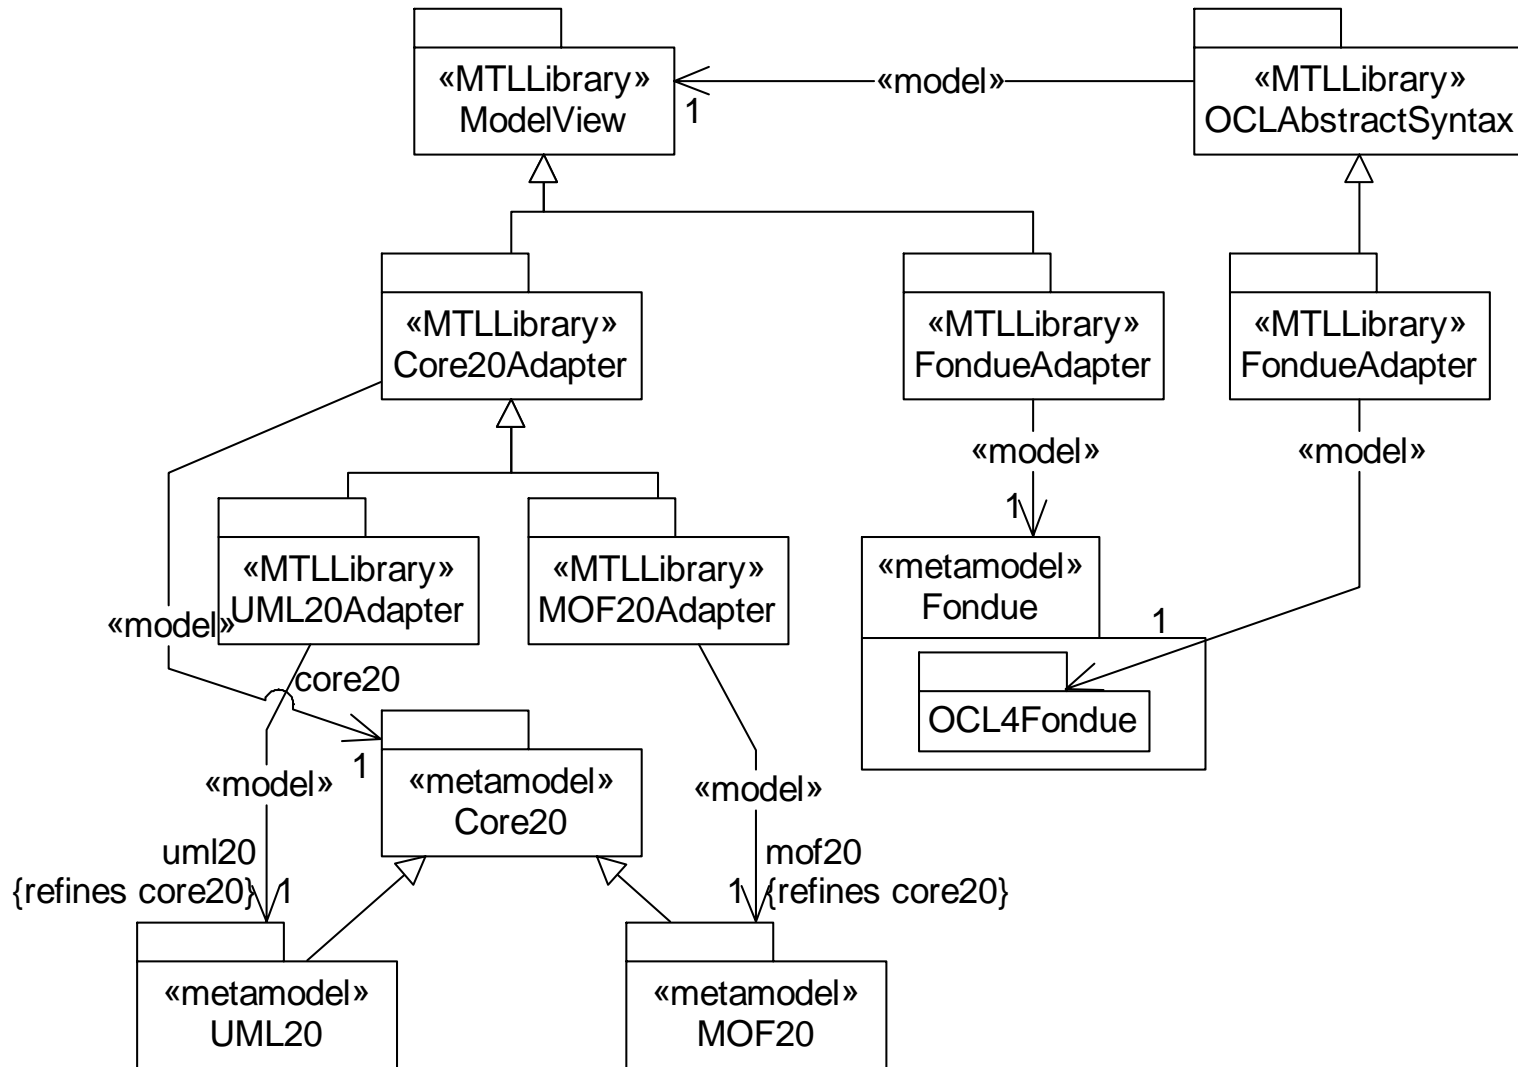 «MTLLibrary»
ModelView
«model»
1
«MTLLibrary»
OCLAbstractSyntax
«MTLLibrary»
Core20Adapter
«MTLLibrary»
FondueAdapter
«MTLLibrary»
FondueAdapter
«model»
«model»
1
«MTLLibrary»
UML20Adapter
«MTLLibrary»
MOF20Adapter
«metamodel»
Fondue
«model»
1
core20
OCL4Fondue
1
«model»
«metamodel»
Core20
«model»
uml20
{refines core20}
1
mof20
1
{refines core20}
«metamodel»
UML20
«metamodel»
MOF20